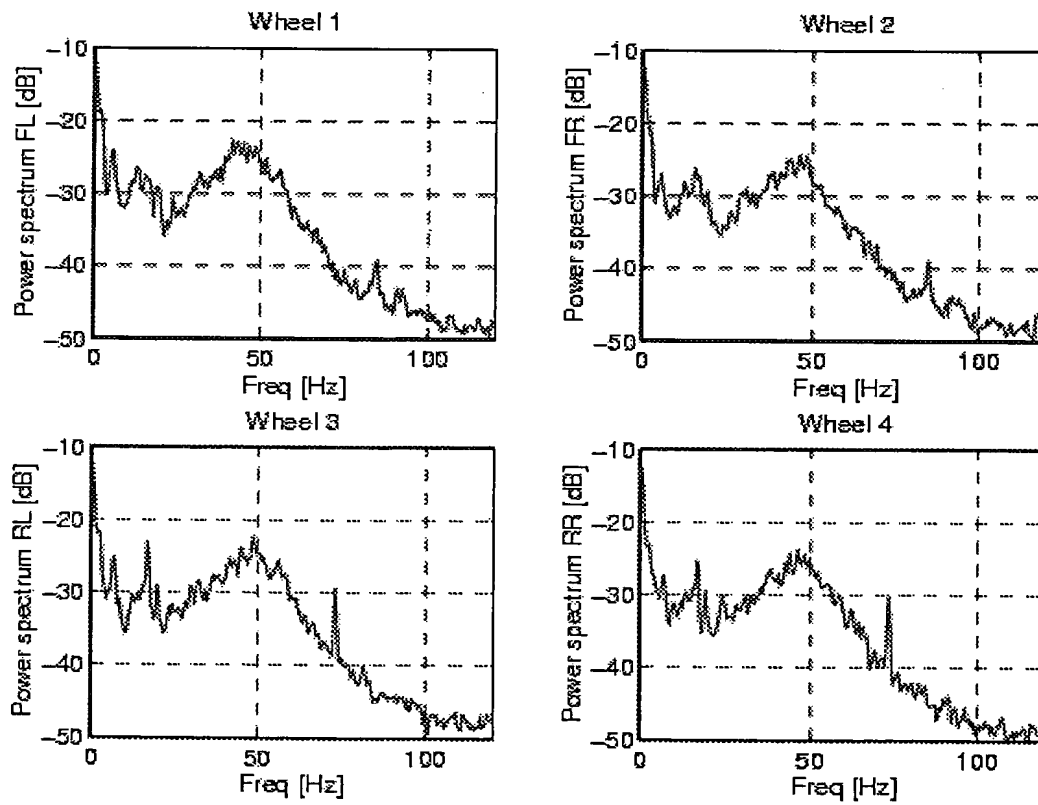 Wheel 1
Power spectrum FL [dB]
-10
-20
-30
-40
-50
0
50
100
Freq [Hz]
Wheel 2
Power spectrum FR [dB]
-10
-20
-30
-40
-50
0
50
100
Freq [Hz]
Wheel 3
Power spectrum RL [dB]
-10
-20
-30
-40
-50
0
50
100
Freq [Hz]
Wheel 4
Power spectrum RR [dB]
-10
-20
-30
-40
-50
0
50
100
Freq [Hz]